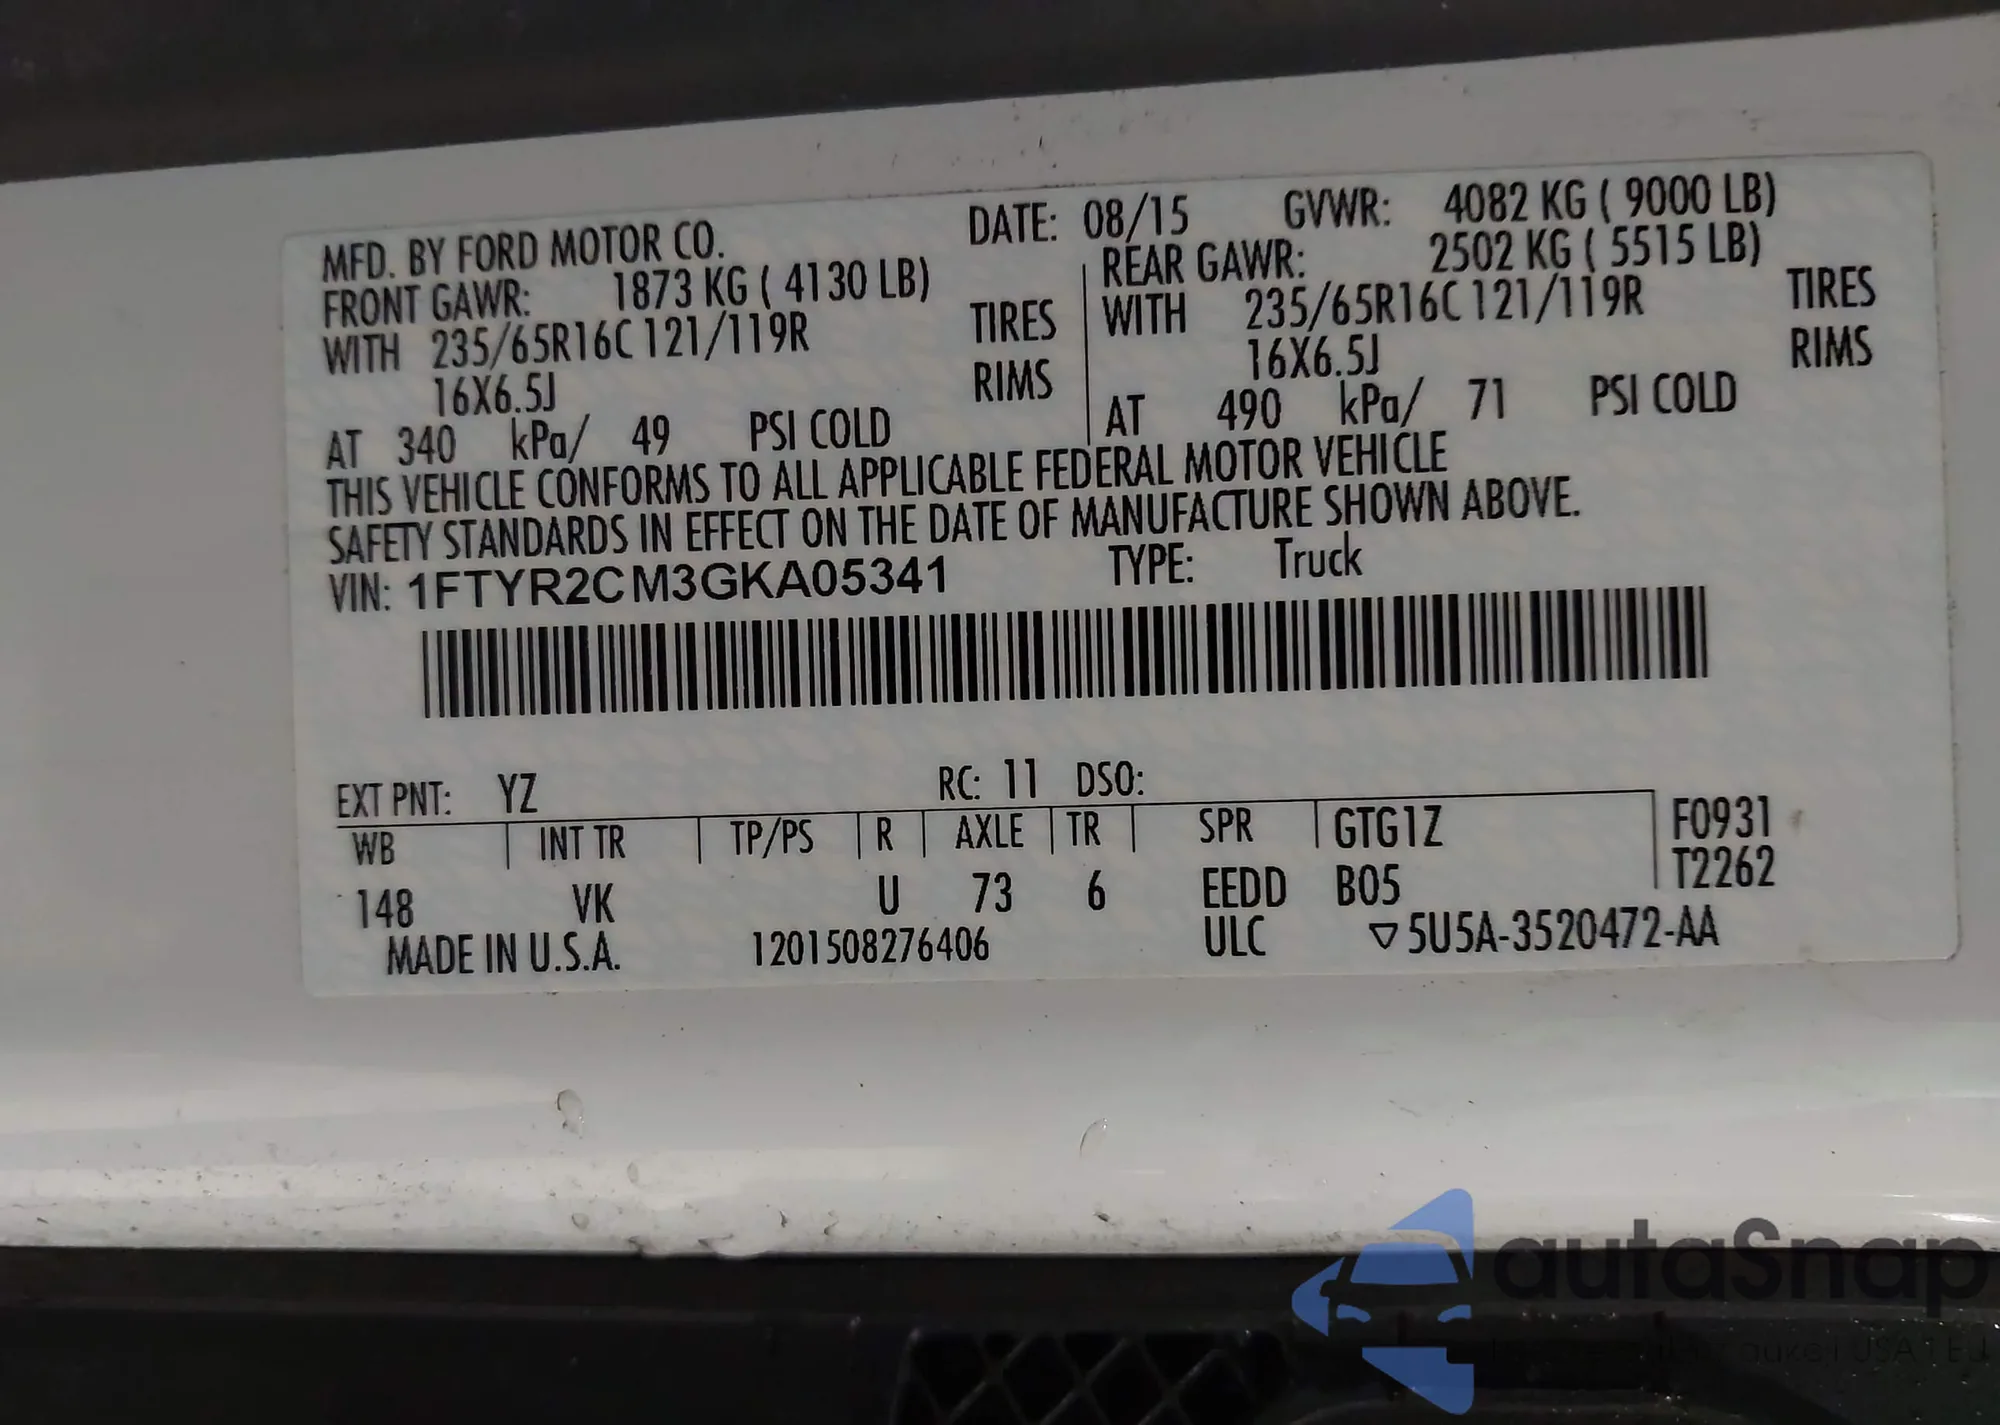 MFD. BY FORD MOTOR CO. DATE: 08/15 GVWR: 4082 KG ( 9000 LB)
FRONT GAWR: 1873 KG ( 4130 LB) REAR GAWR: 2502 KG ( 5515 LB)
WITH 235/65R16C 121/119R TIRES WITH 235/65R16C 121/119R TIRES
16X6.5J RIMS 16X6.5J RIMS
AT 340 kPa/ 49 PSI COLD AT 490 kPa/ 71 PSI COLD
THIS VEHICLE CONFORMS TO ALL APPLICABLE FEDERAL MOTOR VEHICLE
SAFETY STANDARDS IN EFFECT ON THE DATE OF MANUFACTURE SHOWN ABOVE.
VIN: 1FTYR2CM3GKA05341 TYPE: Truck
EXT PNT: YZ RC: 11 DSO:
WB INT TR TP/PS R AXLE TR SPR GTG1Z F0931
148 VK U 73 6 EEDD B05 T2262
MADE IN U.S.A. 1201508276406 ULC ▽5U5A-3520472-AA
autaSnap